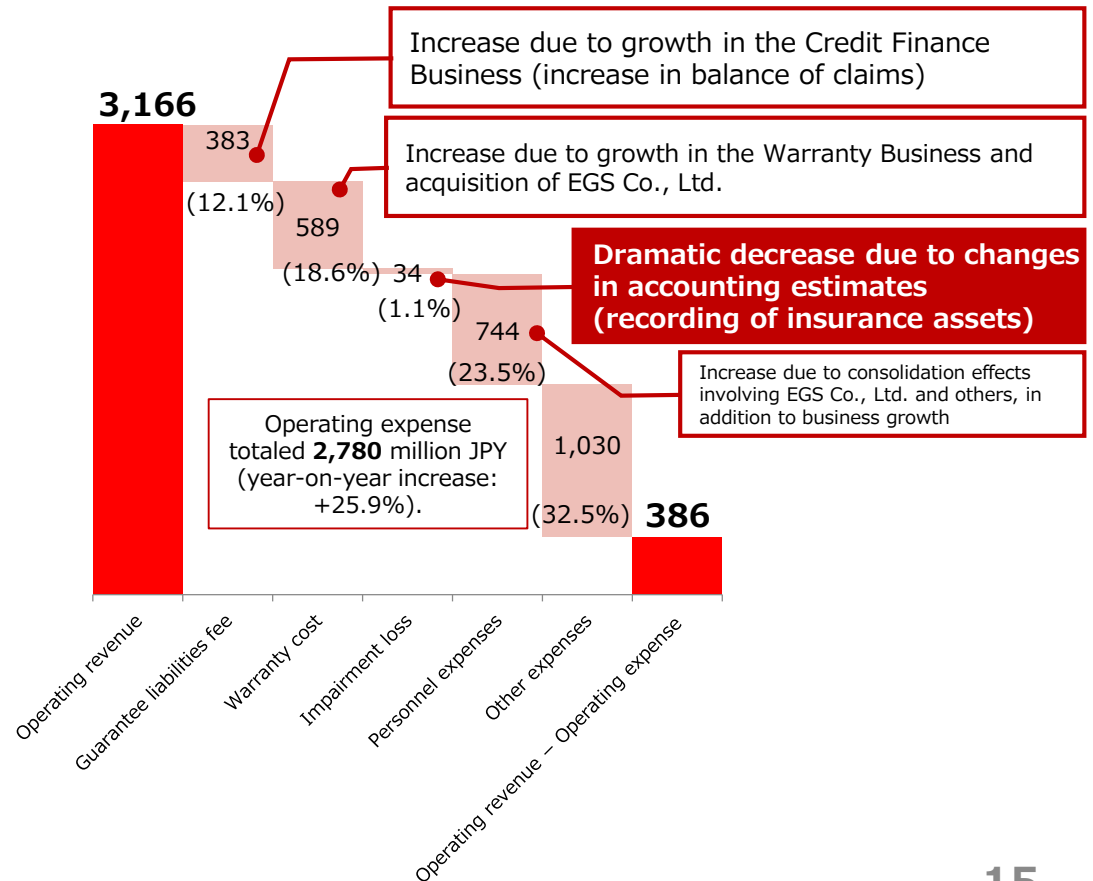 Increase due to growth in the Credit Finance
Business (increase in balance of claims)
3,166
383
Increase due to growth in the Warranty Business and
acquisition of EGS Co., Ltd.
(12.1%)
589
Dramatic decrease due to changes
in accounting estimates
(recording of insurance assets)
(18.6%)
34
(1.1%)
744
(23.5%)
Increase due to consolidation effects
involving EGS Co., Ltd. and others, in
addition to business growth
Operating expense
totaled 2,780 million JPY
(year-on-year increase:
+25.9%).
1,030
(32.5%)
386
Operating revenue
Guarantee liabilities fee
Warranty cost
Impairment loss
Personnel expenses
Other expenses
Operating revenue − Operating expense
15